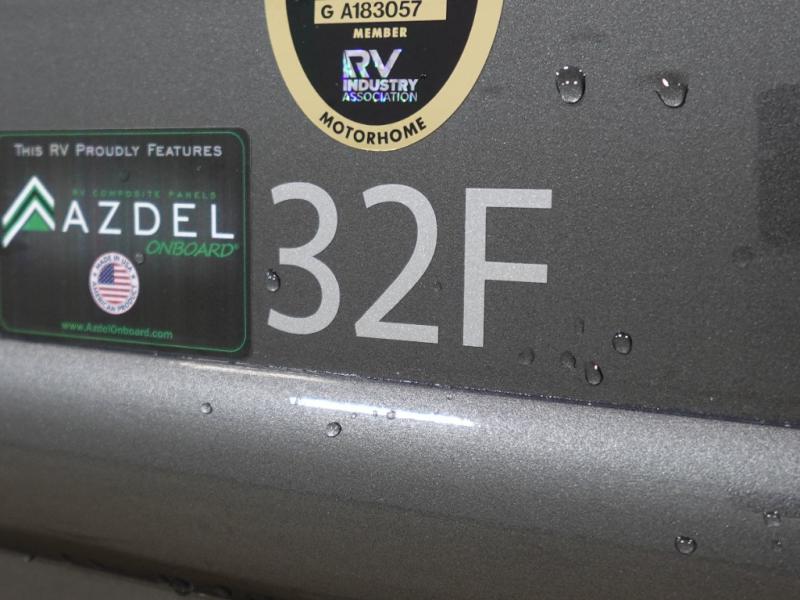 G A183057
MEMBER
RV
INDUSTRY
ASSOCIATION
MOTORHOME
THIS RV PROUDLY FEATURES
RV COMPOSITE PANELS
AZDEL
ONBOARD®
MADE IN USA
AMERICAN PRODUCT
www.AzdelOnboard.com
32F